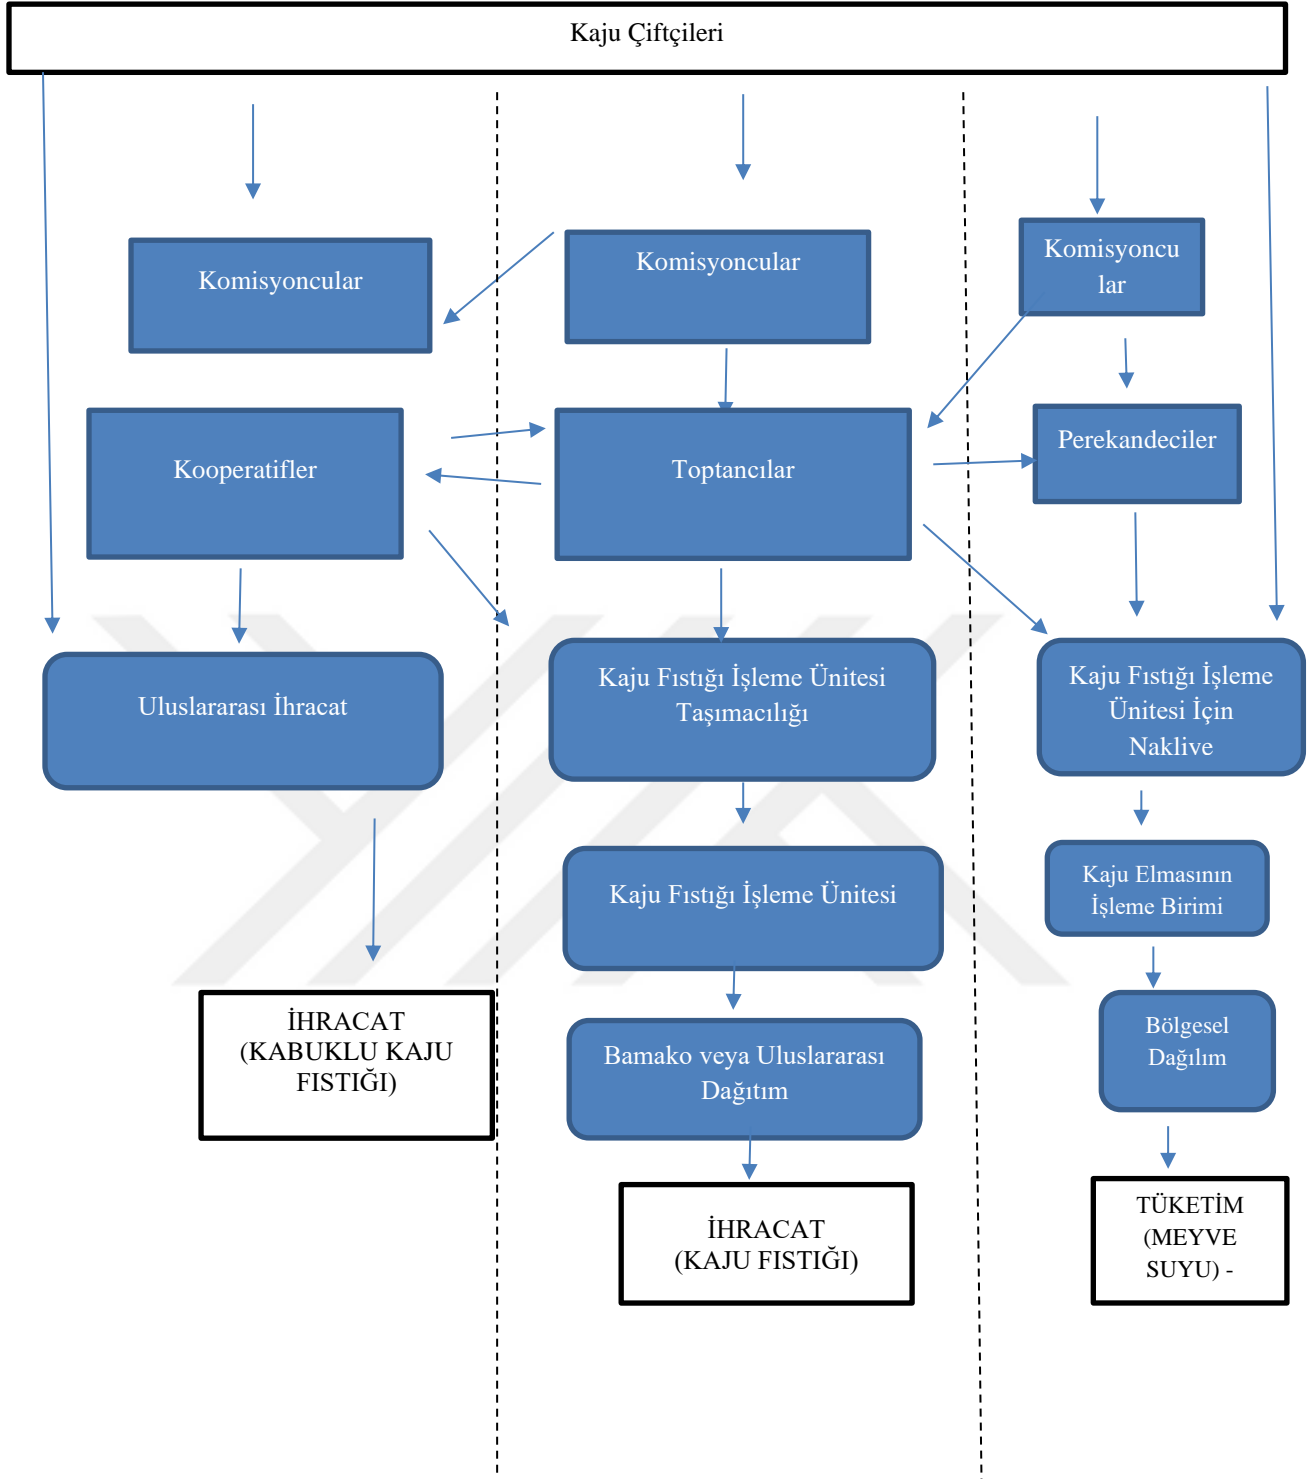 Kaju Çiftçileri
Komisyoncular
Komisyoncular
Komisyoncu
lar
Kooperatifler
Toptancılar
Perekandeciler
Uluslararası İhracat
Kaju Fıstığı İşleme Ünitesi
Taşımacılığı
Kaju Fıstığı İşleme
Ünitesi İçin
Naklive
Kaju Fıstığı İşleme Ünitesi
Kaju Elmasının
İşleme Birimi
İHRACAT
(KABUKLU KAJU
FISTIĞI)
Bamako veya Uluslararası
Dağıtım
Bölgesel
Dağılım
İHRACAT
(KAJU FISTIĞI)
TÜKETİM
(MEYVE
SUYU) -